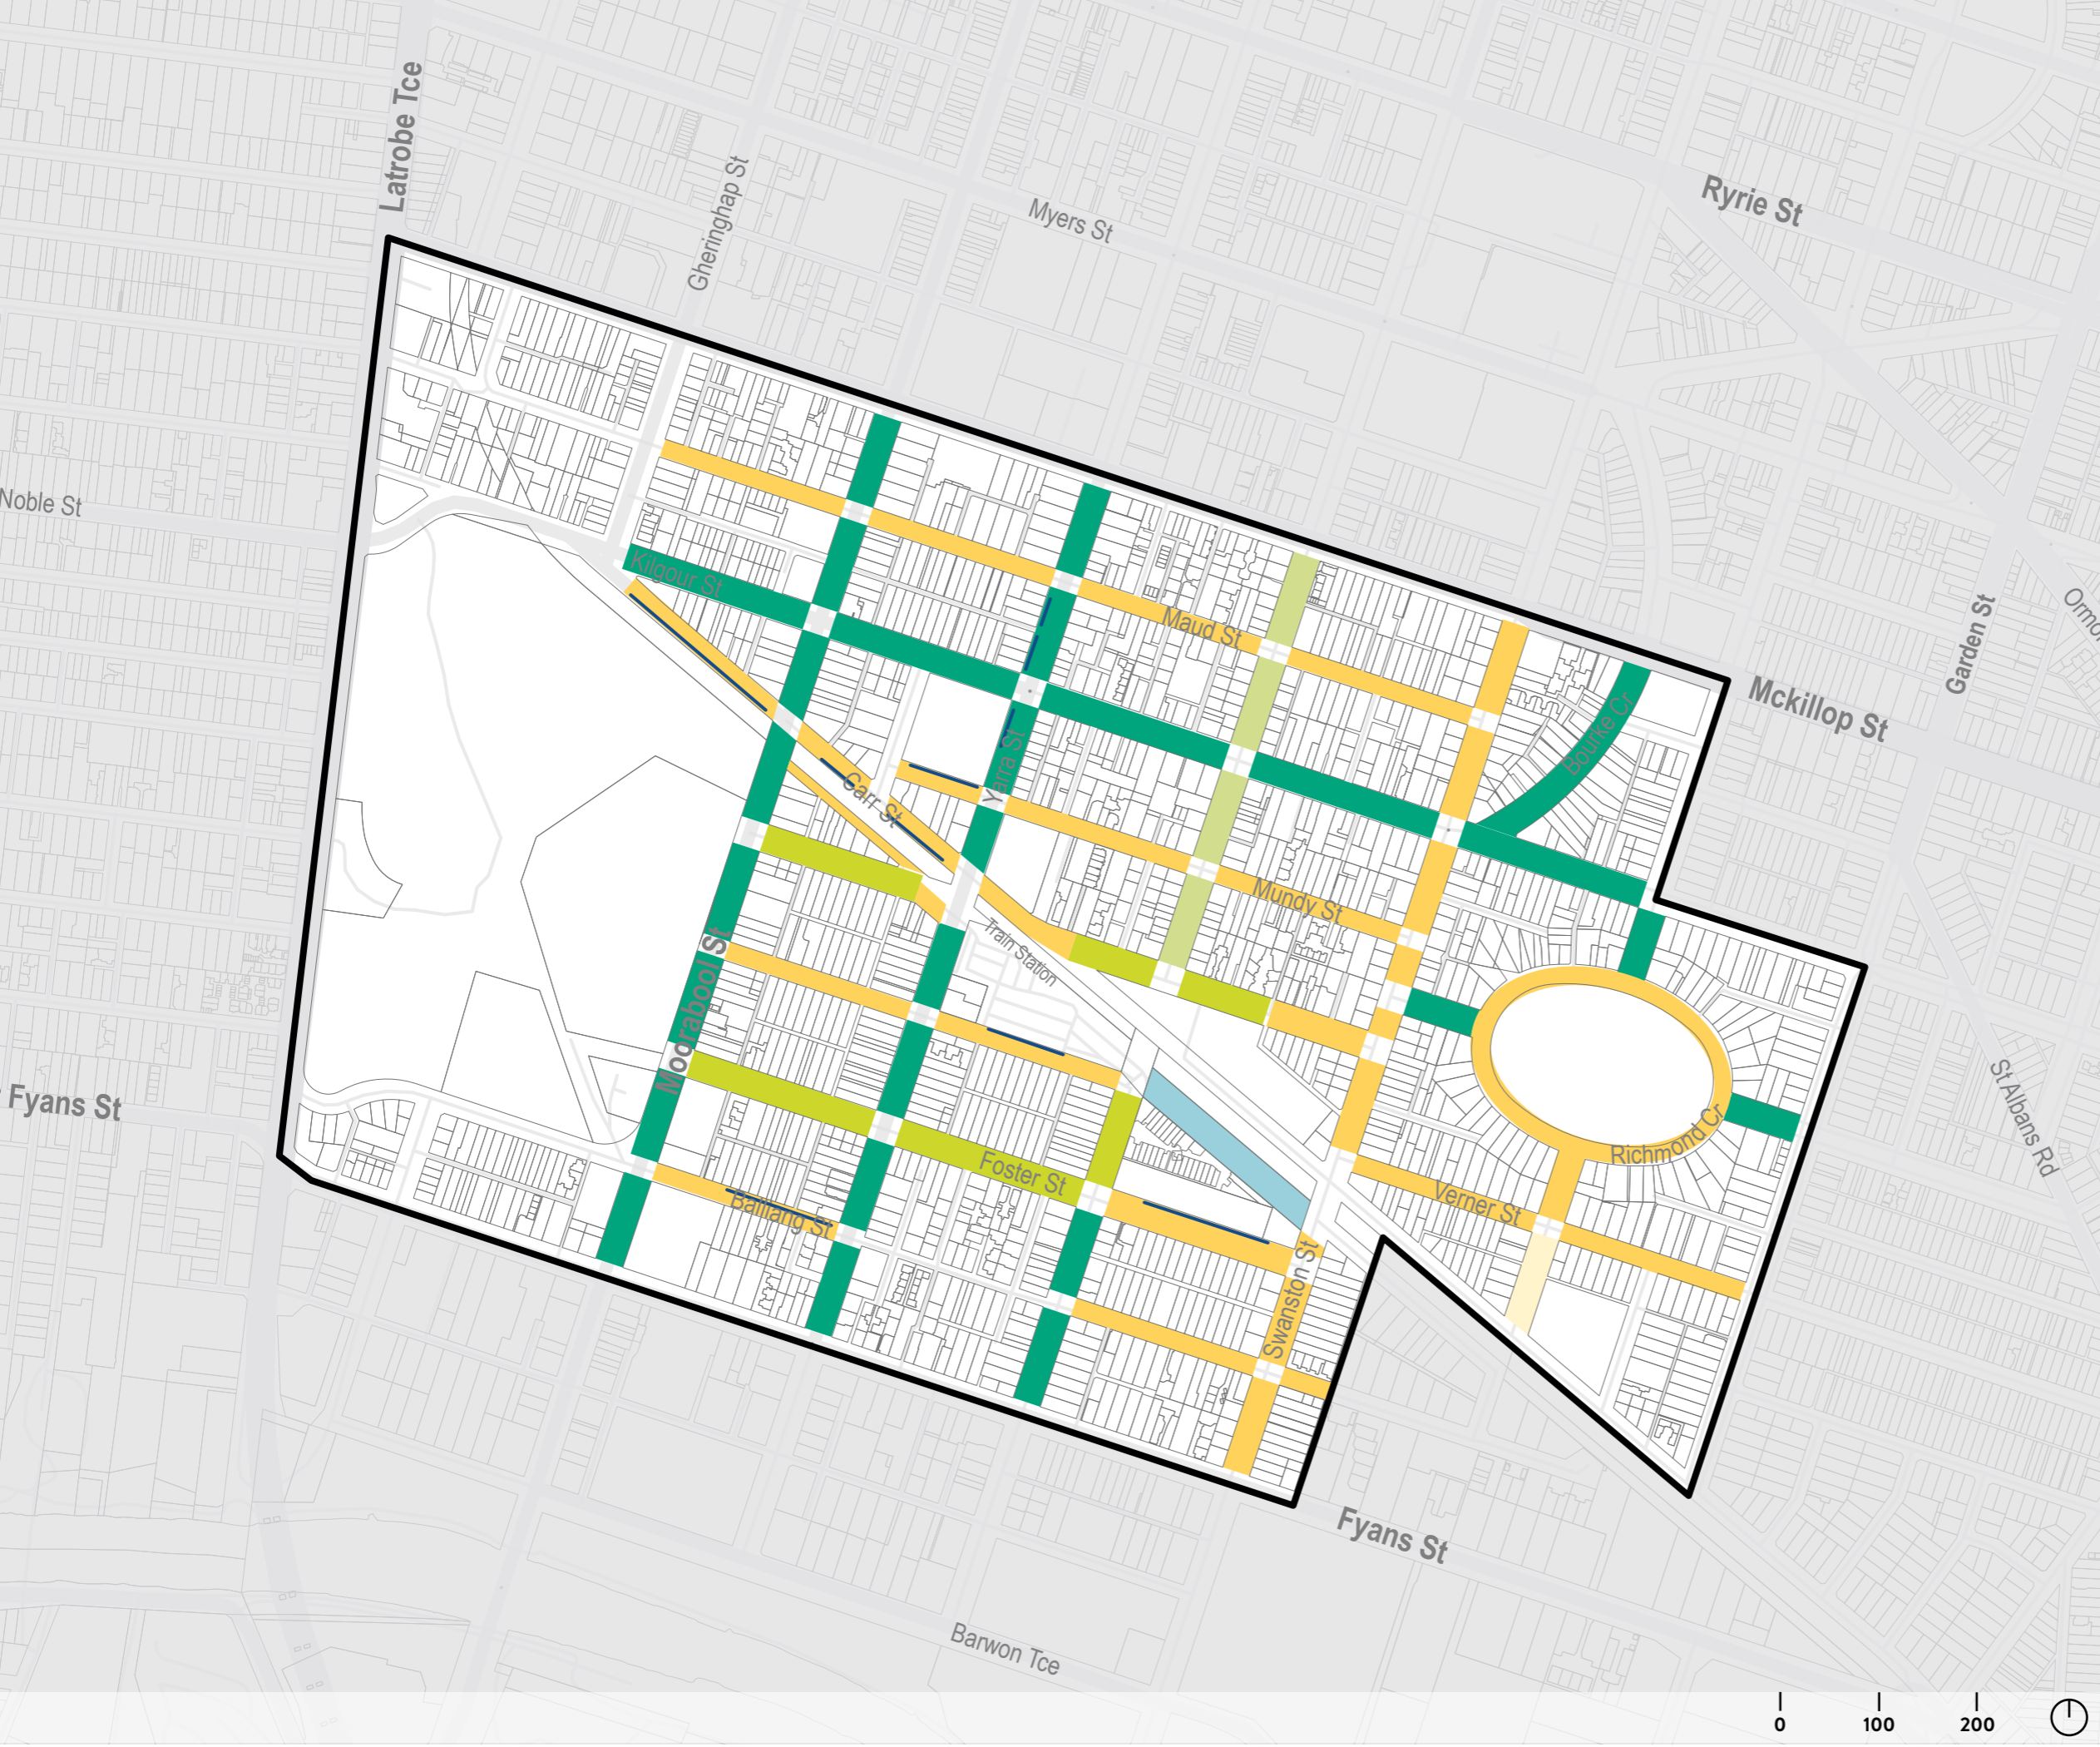 Latrobe Tce
Gheringhap St
Myers St
Ryrie St
Noble St
Kilgour St
Maud St
Garden St
Mckillop St
Bourke Cr
Yarra St
Carr St
Mundy St
Train Station
Moorabool St
Fyans St
St Albans Rd
Richmond Cr
Foster St
Verner St
Balliang St
Swanston St
Fyans St
Barwon Tce
0 100 200